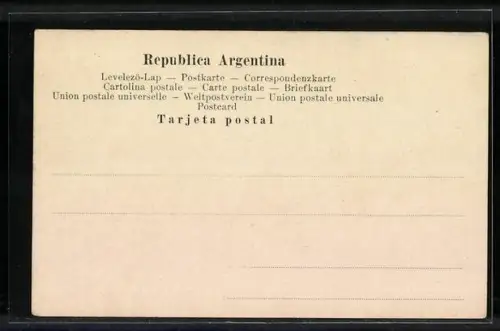 Republica Argentina
Levelező-Lap — Postkarte — Correspondenzkarte
Cartolina postale — Carte postale — Briefkaart
Union postale universelle — Weltpostverein — Union postale universale
Postcard
Tarjeta postal